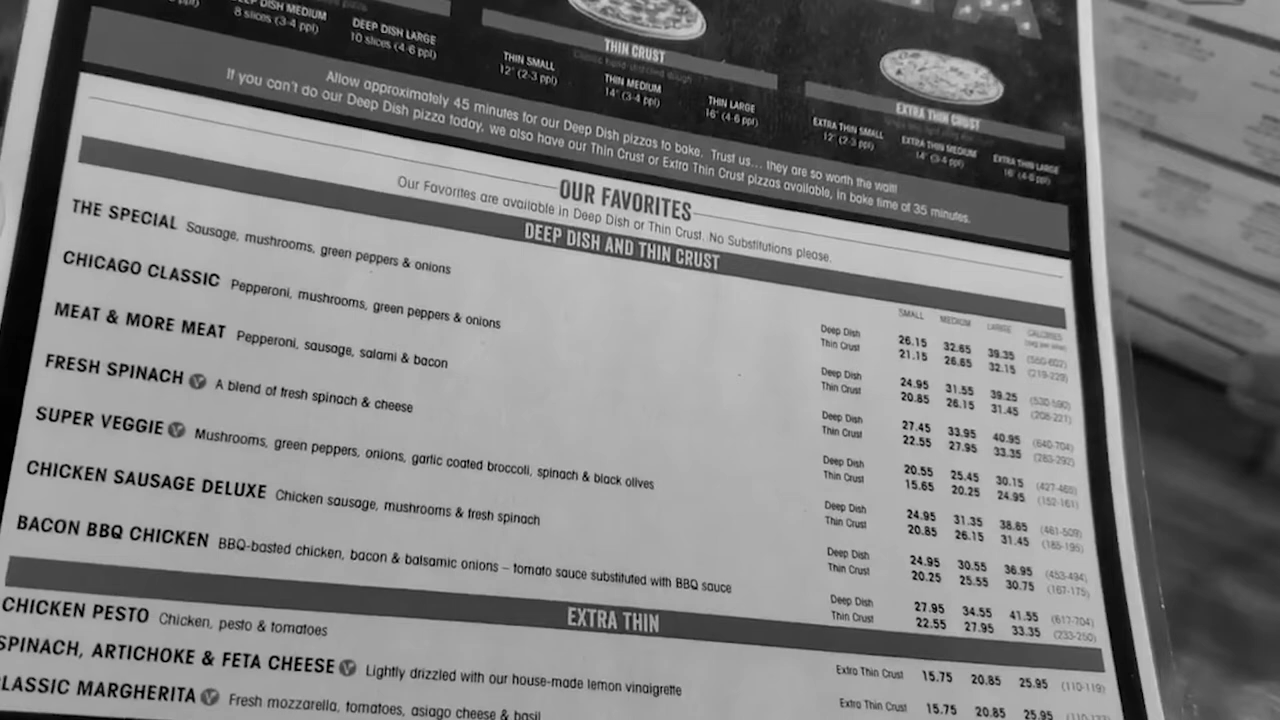 DEEP DISH MEDIUM
8 slices (3-4 ppl)
DEEP DISH LARGE
10 slices (4-6 ppl)
THIN CRUST
Classic hand-stretched dough
THIN SMALL
12" (2-3 ppl)
THIN MEDIUM
14" (3-4 ppl)
THIN LARGE
16" (4-6 ppl)
EXTRA THIN CRUST
EXTRA THIN SMALL
12" (2-3 ppl)
EXTRA THIN MEDIUM
14" (3-4 ppl)
EXTRA THIN LARGE
16" (4-6 ppl)
Allow approximately 45 minutes for our Deep Dish pizzas to bake. Trust us... they are so worth the wait!
If you can't do our Deep Dish pizza today, we also have our Thin Crust or Extra Thin Crust pizzas available, in bake time of 35 minutes.
OUR FAVORITES
Our Favorites are available in Deep Dish or Thin Crust. No Substitutions please.
DEEP DISH AND THIN CRUST
SMALL MEDIUM LARGE CALORIES
THE SPECIAL Sausage, mushrooms, green peppers & onions
Deep Dish 26.15 32.65 39.35 (550-602)
Thin Crust 21.15 26.65 32.15 (219-229)
CHICAGO CLASSIC Pepperoni, mushrooms, green peppers & onions
Deep Dish 24.95 31.55 39.25 (530-590)
Thin Crust 20.85 26.15 31.45 (206-221)
MEAT & MORE MEAT Pepperoni, sausage, salami & bacon
Deep Dish 27.45 33.95 40.95 (640-704)
Thin Crust 22.55 27.95 33.35 (283-292)
FRESH SPINACH V A blend of fresh spinach & cheese
Deep Dish 20.55 25.45 30.15 (427-465)
Thin Crust 15.65 20.25 24.95 (152-161)
SUPER VEGGIE V Mushrooms, green peppers, onions, garlic coated broccoli, spinach & black olives
Deep Dish 24.95 31.35 38.65 (461-509)
Thin Crust 20.85 26.15 31.45 (185-195)
CHICKEN SAUSAGE DELUXE Chicken sausage, mushrooms & fresh spinach
Deep Dish 24.95 30.55 36.95 (453-494)
Thin Crust 20.25 25.55 30.75 (167-175)
BACON BBQ CHICKEN BBQ-basted chicken, bacon & balsamic onions – tomato sauce substituted with BBQ sauce
Deep Dish 27.95 34.55 41.55 (617-704)
Thin Crust 22.55 27.95 33.35 (233-250)
EXTRA THIN
CHICKEN PESTO Chicken, pesto & tomatoes
Extra Thin Crust 15.75 20.85 25.95 (110-119)
SPINACH, ARTICHOKE & FETA CHEESE V Lightly drizzled with our house-made lemon vinaigrette
Extra Thin Crust 15.75 20.85 25.95
LASSIC MARGHERITA V Fresh mozzarella, tomatoes, asiago cheese & basil